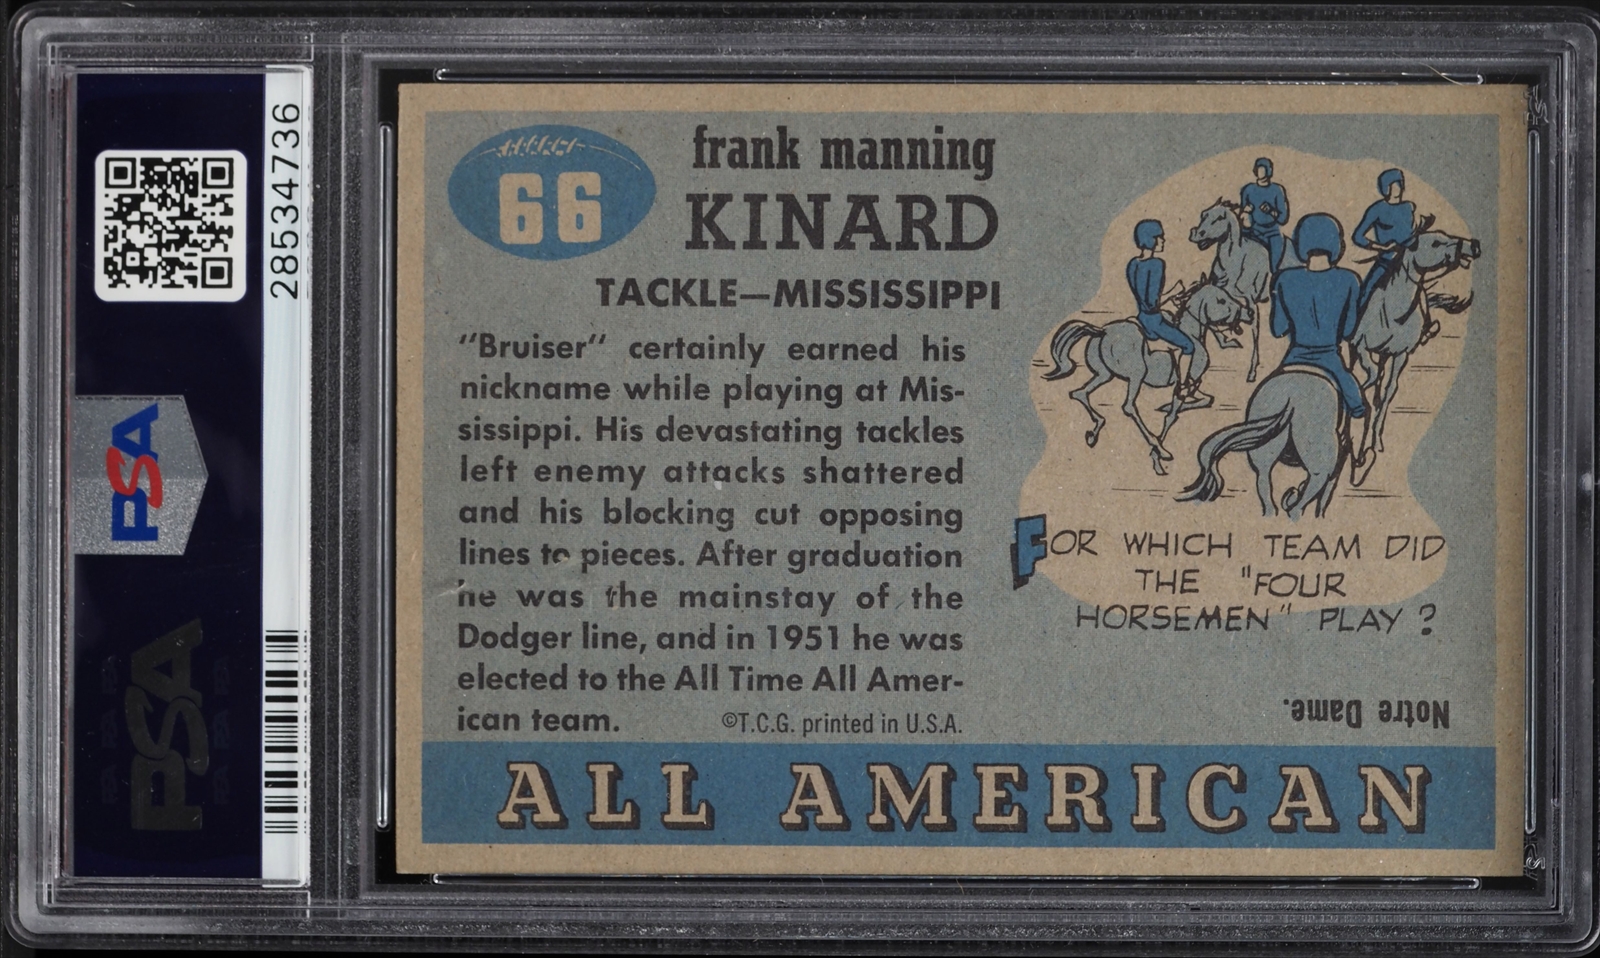 28534736
PSA
PSA
66
frank manning
KINARD
TACKLE—MISSISSIPPI
"Bruiser" certainly earned his
nickname while playing at Mis-
sissippi. His devastating tackles
left enemy attacks shattered
and his blocking cut opposing
lines to pieces. After graduation
he was the mainstay of the
Dodger line, and in 1951 he was
elected to the All Time All Amer-
ican team.
©T.C.G. printed in U.S.A.
FOR WHICH TEAM DID
THE "FOUR
HORSEMEN" PLAY?
Notre Dame.
ALL AMERICAN